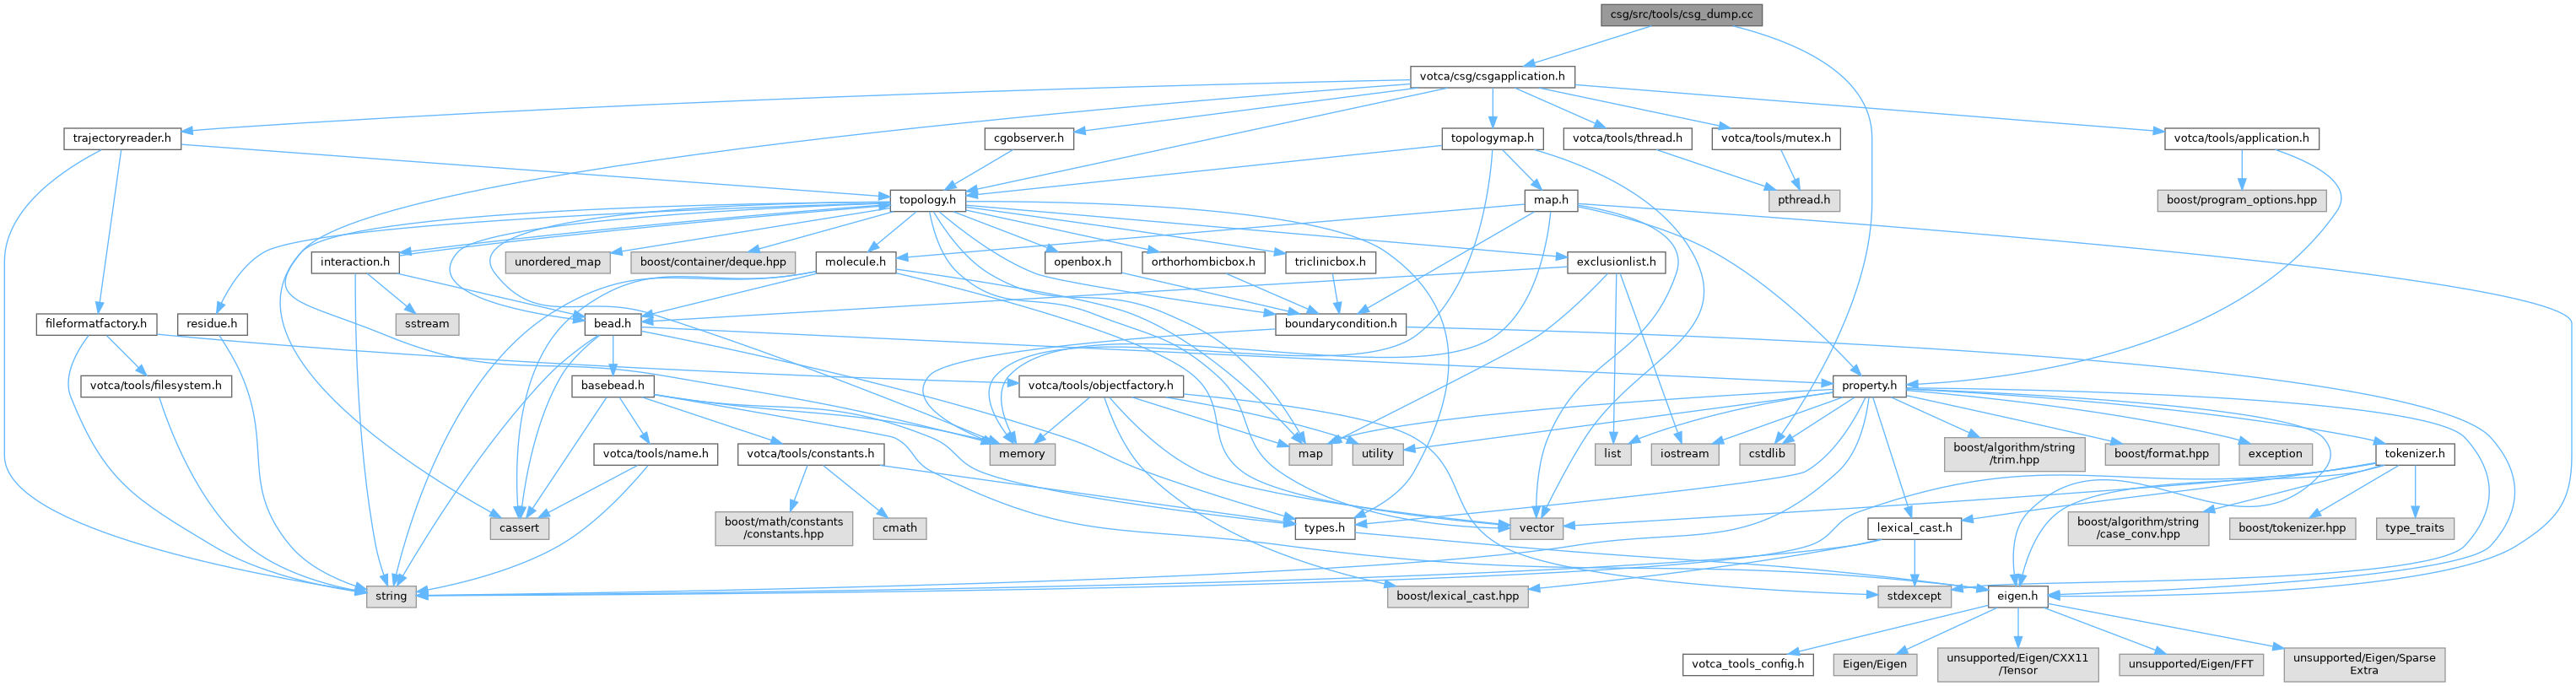 csg/src/tools/csg_dump.cc
votca/csg/csgapplication.h
trajectoryreader.h
cgobserver.h
topologymap.h
votca/tools/thread.h
votca/tools/mutex.h
votca/tools/application.h
topology.h
map.h
pthread.h
boost/program_options.hpp
interaction.h
unordered_map
boost/container/deque.hpp
molecule.h
openbox.h
orthorhombicbox.h
triclinicbox.h
exclusionlist.h
fileformatfactory.h
residue.h
sstream
bead.h
boundarycondition.h
votca/tools/filesystem.h
basebead.h
votca/tools/objectfactory.h
property.h
votca/tools/name.h
votca/tools/constants.h
memory
map
utility
list
iostream
cstdlib
boost/algorithm/string
/trim.hpp
boost/format.hpp
exception
tokenizer.h
cassert
boost/math/constants
/constants.hpp
cmath
types.h
vector
lexical_cast.h
boost/algorithm/string
/case_conv.hpp
boost/tokenizer.hpp
type_traits
string
boost/lexical_cast.hpp
stdexcept
eigen.h
votca_tools_config.h
Eigen/Eigen
unsupported/Eigen/CXX11
/Tensor
unsupported/Eigen/FFT
unsupported/Eigen/Sparse
Extra